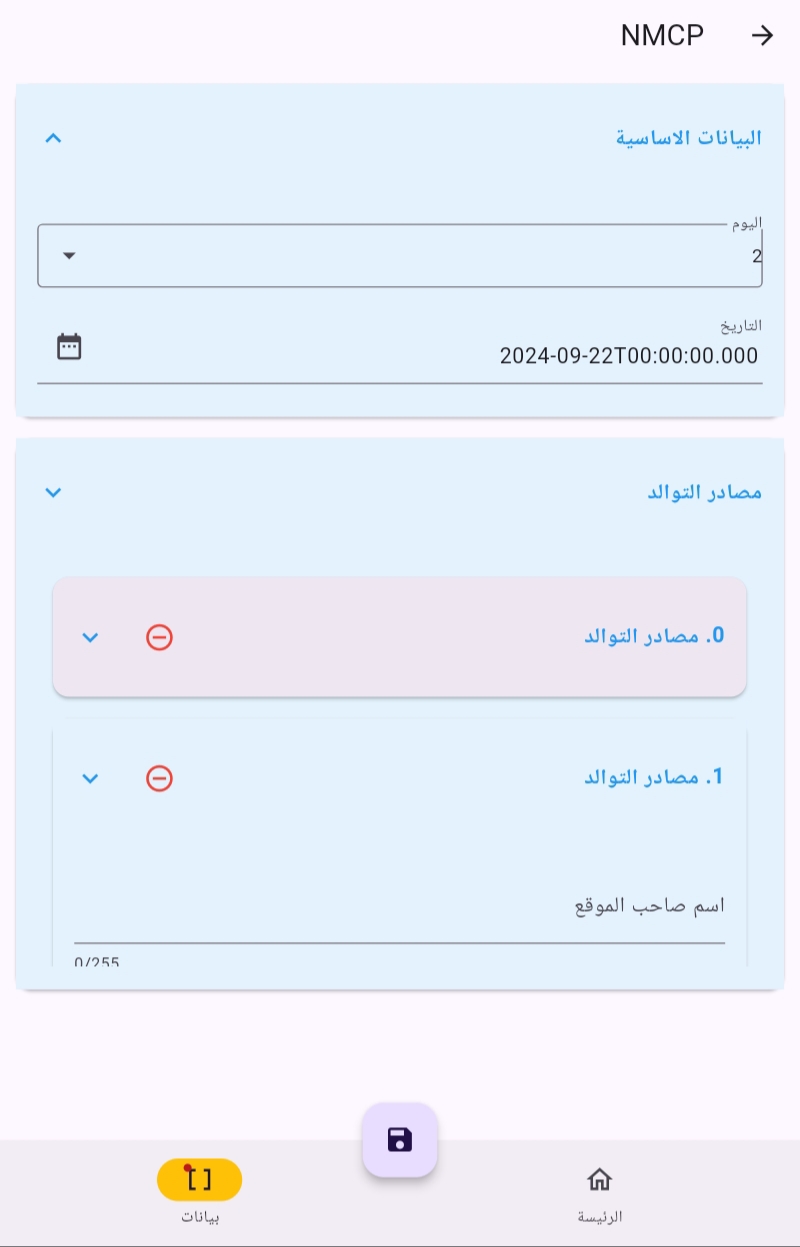 NMCP
البيانات الاساسية
اليوم
2
التاريخ
2024-09-22T00:00:00.000
مصادر التوالد
0. مصادر التوالد
1. مصادر التوالد
اسم صاحب الموقع
0/255
الرئيسة
بيانات